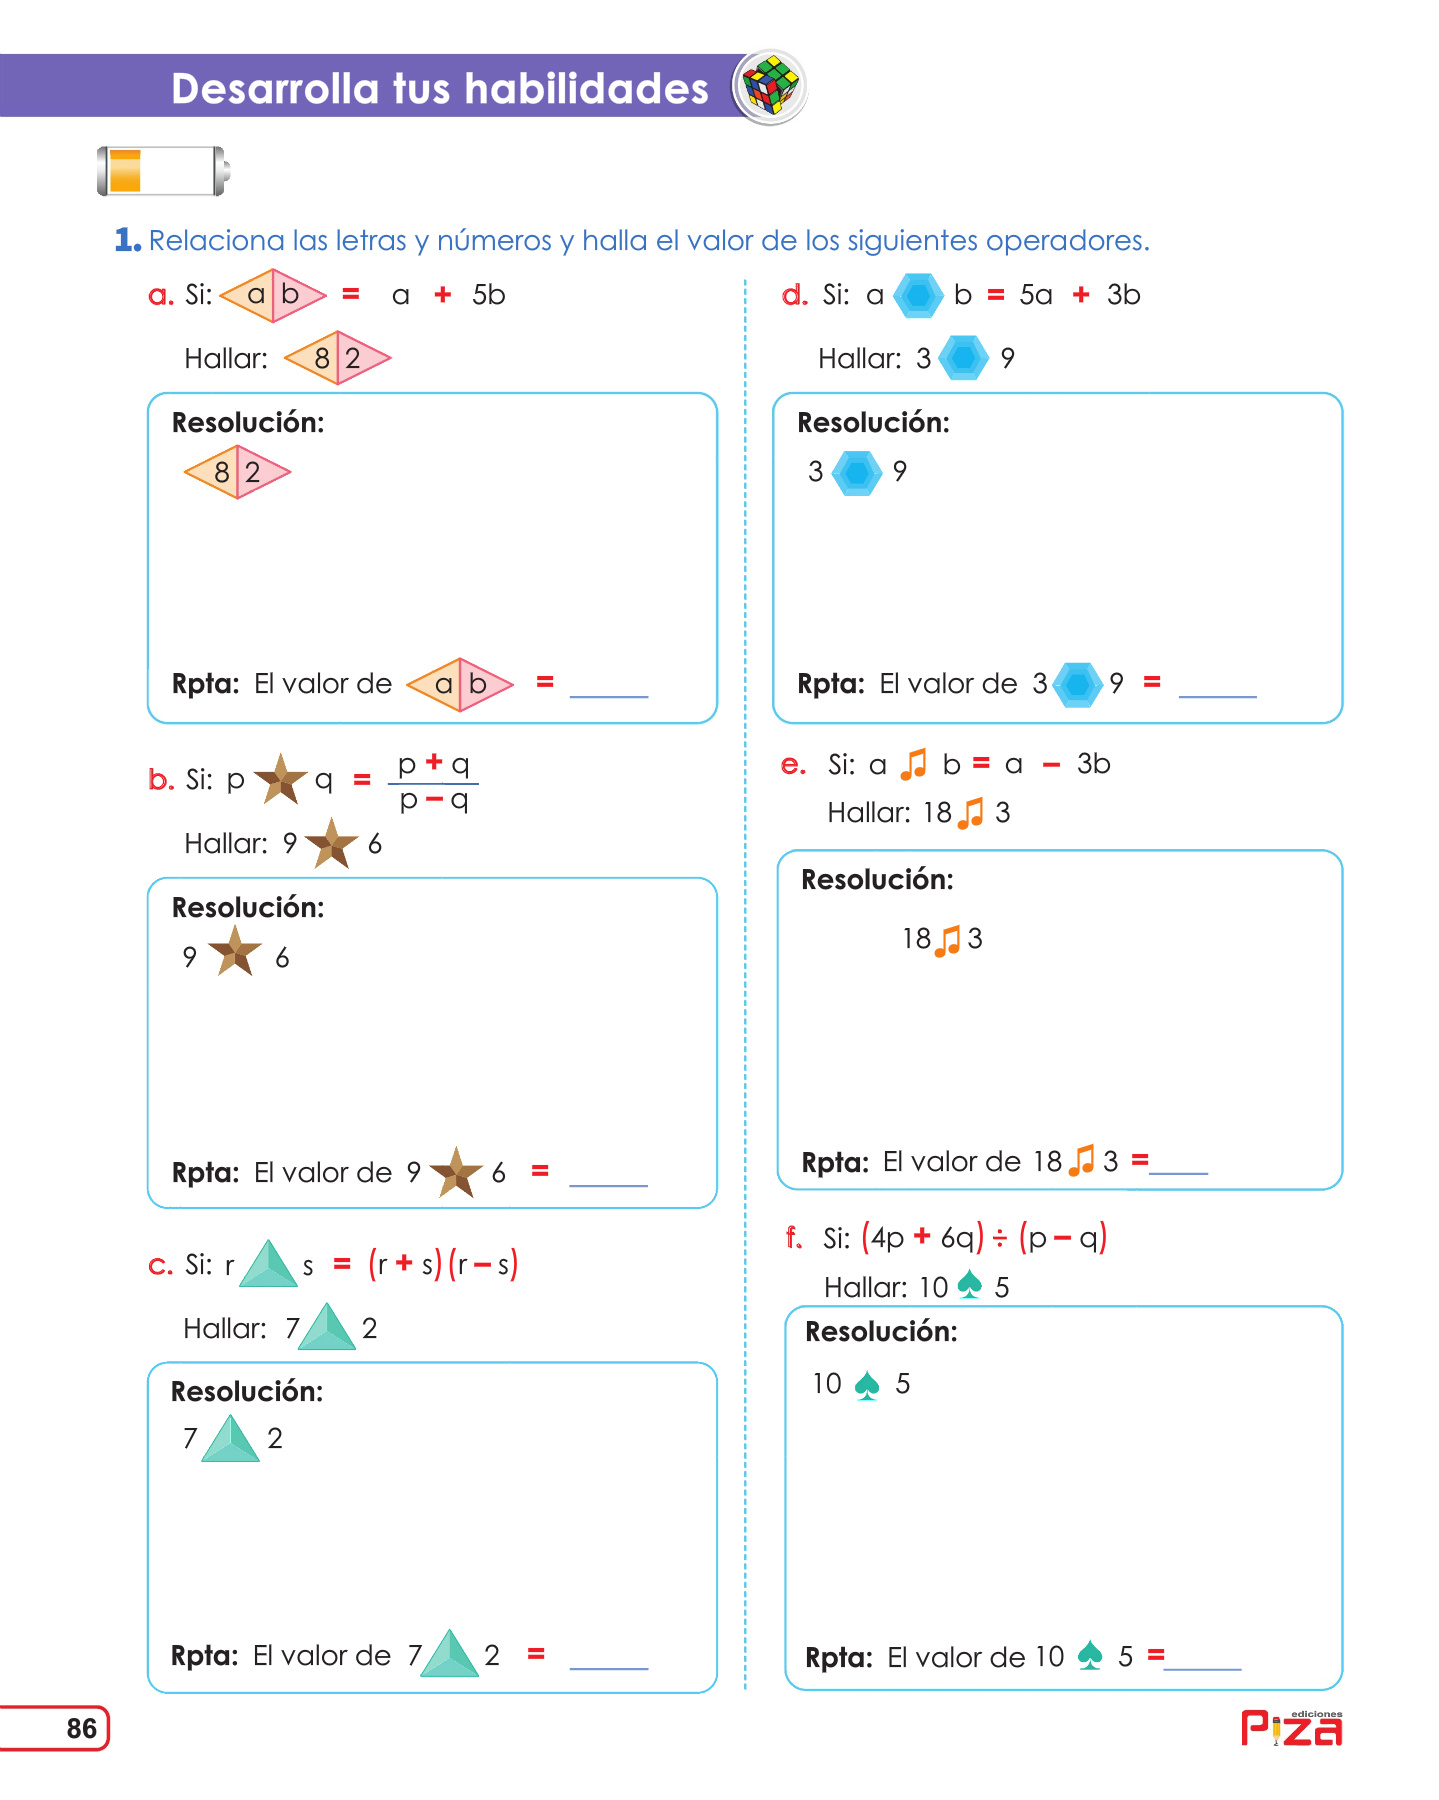 Desarrolla tus habilidades
1. Relaciona las letras y números y halla el valor de los siguientes operadores.
a. Si: a b = a + 5b
Hallar: 8 2
Resolución:
8 2
Rpta: El valor de a b = _____
b. Si: p q = p + q
p − q
Hallar: 9 6
Resolución:
9 6
Rpta: El valor de 9 6 = _____
c. Si: r s = (r + s)(r − s)
Hallar: 7 2
Resolución:
7 2
Rpta: El valor de 7 2 = _____
d. Si: a b = 5a + 3b
Hallar: 3 9
Resolución:
3 9
Rpta: El valor de 3 9 = _____
e. Si: a b = a − 3b
Hallar: 18 3
Resolución:
18 3
Rpta: El valor de 18 3 = ____
f. Si: (4p + 6q) ÷ (p − q)
Hallar: 10 ♠ 5
Resolución:
10 ♠ 5
Rpta: El valor de 10 ♠ 5 = _____
86
ediciones
Piza